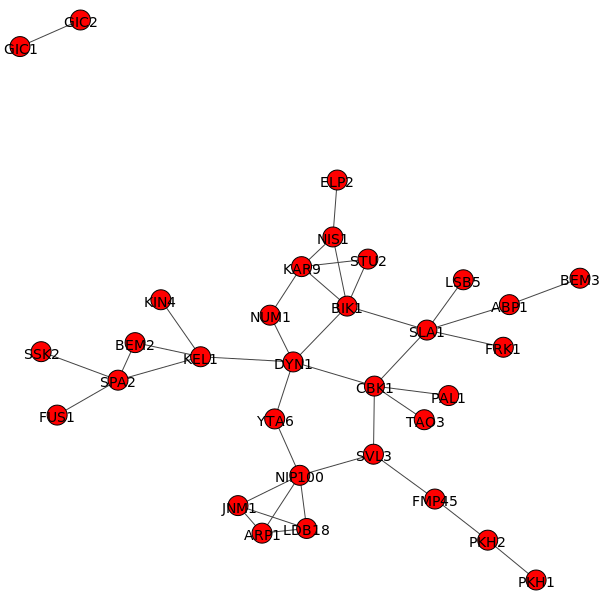 GIC2
GIC1
ELP2
NIS1
STU2
KAR9
LSB5
BEM3
KIN4
ABP1
BIK1
NUM1
SLA1
BEM2
FRK1
SSK2
KEL1
DYN1
SPA2
CBK1
PAL1
FUS1
YTA6
TAO3
SVL3
NIP100
FMP45
JNM1
LDB18
ARP1
PKH2
PKH1